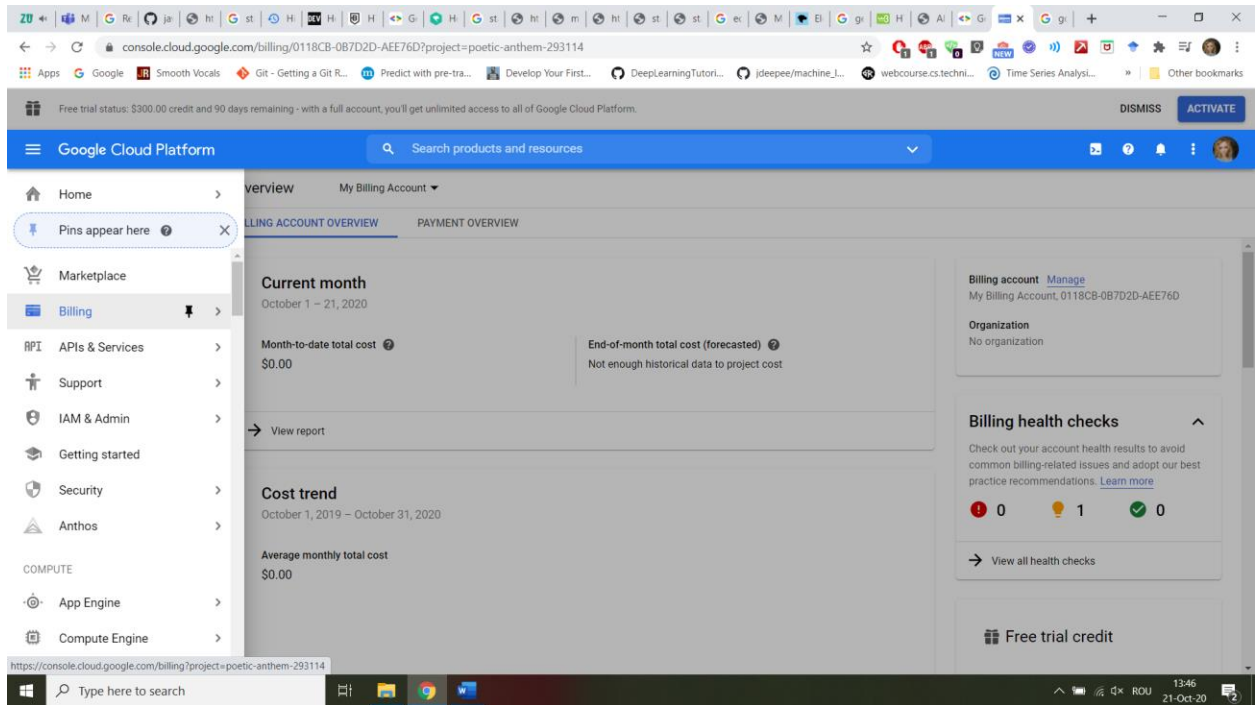 console.cloud.google.com/billing/0118CB-0B7D2D-AEE76D?project=poetic-anthem-293114
Apps
Google
Smooth Vocals
Git - Getting a Git R...
Predict with pre-tra...
Develop Your First...
DeepLearningTutori...
jdeepee/machine_l...
webcourse.cs.techni...
Time Series Analysi...
»
Other bookmarks
Free trial status: $300.00 credit and 90 days remaining - with a full account, you'll get unlimited access to all of Google Cloud Platform.
DISMISS
ACTIVATE
Google Cloud Platform
Search products and resources
Home
Pins appear here
Marketplace
Billing
API APIs & Services
Support
IAM & Admin
Getting started
Security
Anthos
COMPUTE
App Engine
Compute Engine
verview
My Billing Account
LLING ACCOUNT OVERVIEW
PAYMENT OVERVIEW
Current month
October 1 – 21, 2020
Month-to-date total cost
$0.00
End-of-month total cost (forecasted)
Not enough historical data to project cost
View report
Cost trend
October 1, 2019 – October 31, 2020
Average monthly total cost
$0.00
Billing account Manage
My Billing Account, 0118CB-0B7D2D-AEE76D
Organization
No organization
Billing health checks
Check out your account health results to avoid
common billing-related issues and adopt our best
practice recommendations. Learn more
0 1 0
View all health checks
Free trial credit
https://console.cloud.google.com/billing?project=poetic-anthem-293114
Type here to search
ROU
13:46
21-Oct-20
2